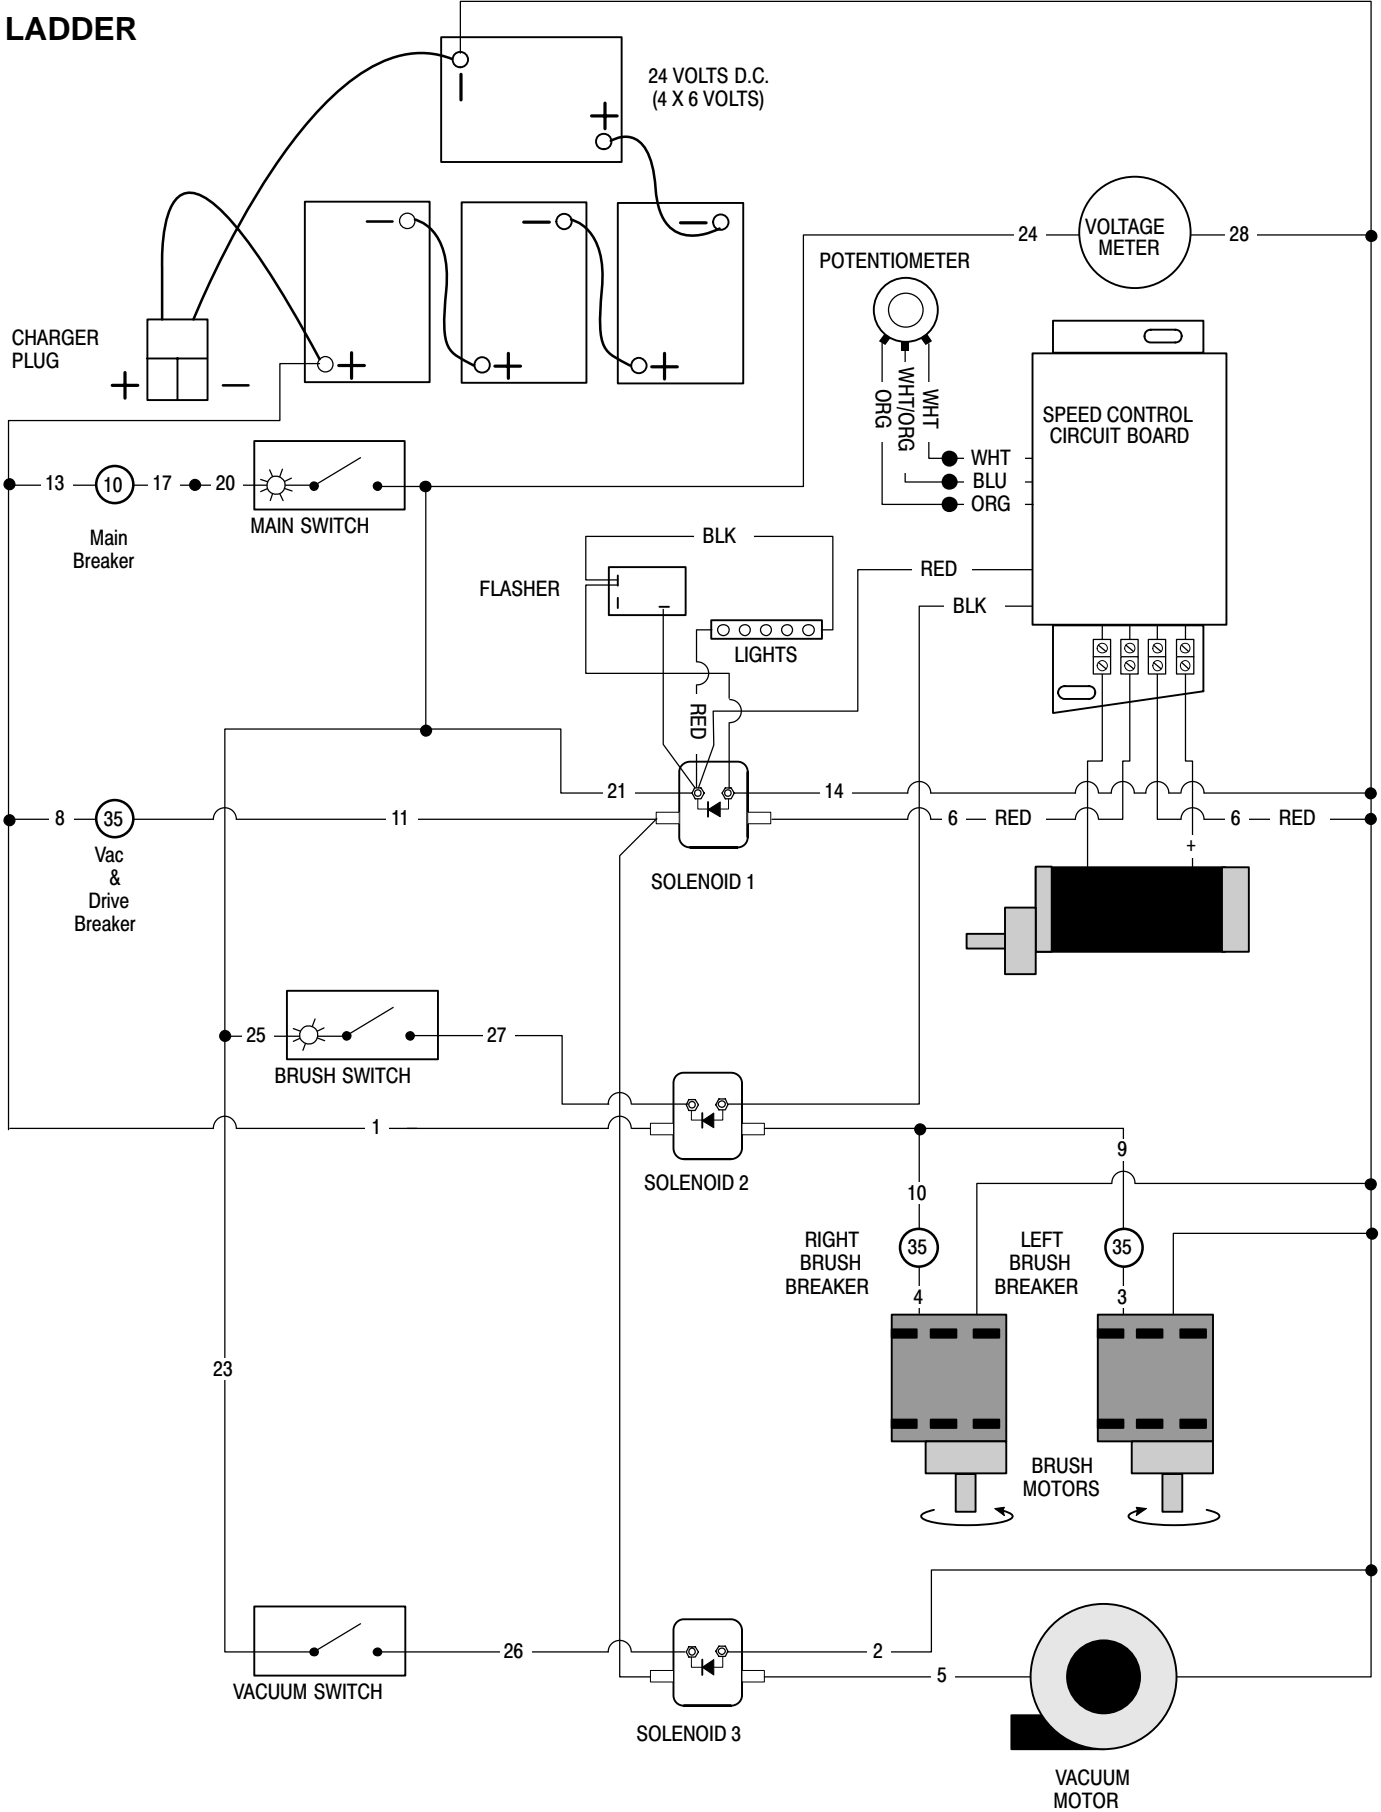 LADDER
24 VOLTS D.C.
(4 X 6 VOLTS)
24
VOLTAGE
METER
28
POTENTIOMETER
CHARGER
PLUG
+
–
ORG
WHT/ORG
WHT
SPEED CONTROL
CIRCUIT BOARD
WHT
BLU
ORG
13
10
17
20
MAIN SWITCH
Main
Breaker
BLK
FLASHER
RED
BLK
LIGHTS
RED
21
14
8
35
11
6
RED
6
RED
Vac
&
Drive
Breaker
+
SOLENOID 1
25
27
BRUSH SWITCH
1
SOLENOID 2
9
10
RIGHT
BRUSH
BREAKER
35
LEFT
BRUSH
BREAKER
35
4
3
23
BRUSH
MOTORS
26
2
5
VACUUM SWITCH
SOLENOID 3
VACUUM
MOTOR